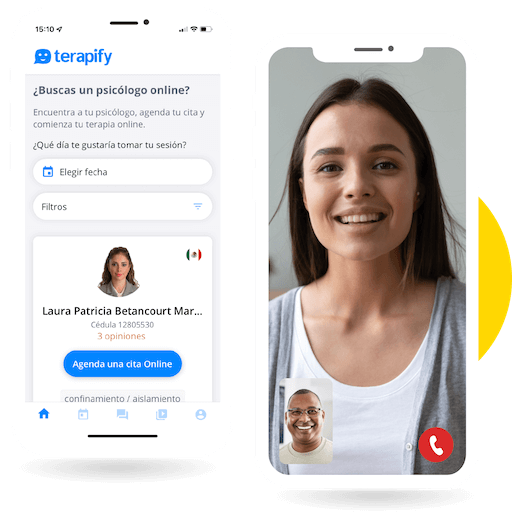 15:10
terapify
¿Buscas un psicólogo online?
Encuentra a tu psicólogo, agenda tu cita y
comienza tu terapia online.
¿Qué día te gustaría tomar tu sesión?
Elegir fecha
Filtros
Laura Patricia Betancourt Mar...
Cédula 12805530
3 opiniones
Agenda una cita Online
confinamiento / aislamiento